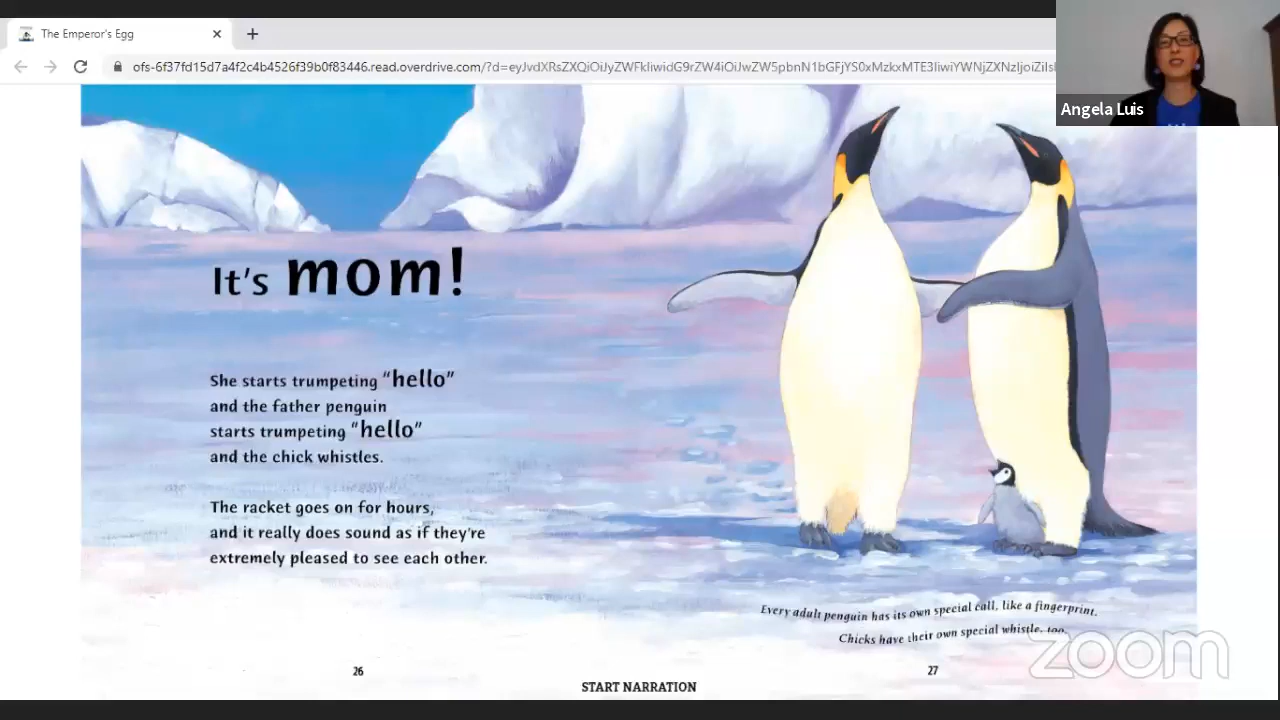 The Emperor's Egg
ofs-6f37fd15d7a4f2c4b4526f39b0f83446.read.overdrive.com/?d=eyJvdXRsZXQiOiJyZWFkIiwidG9rZW4iOiJwZW5pbnN1bGFjYS0xMzkxMTE3IiwiYWNjZXNzIjoiZiIs
Angela Luis
It's mom!
She starts trumpeting "hello"
and the father penguin
starts trumpeting "hello"
and the chick whistles.
The racket goes on for hours,
and it really does sound as if they're
extremely pleased to see each other.
Every adult penguin has its own special call, like a fingerprint.
Chicks have their own special whistle, too.
zoom
26
27
START NARRATION